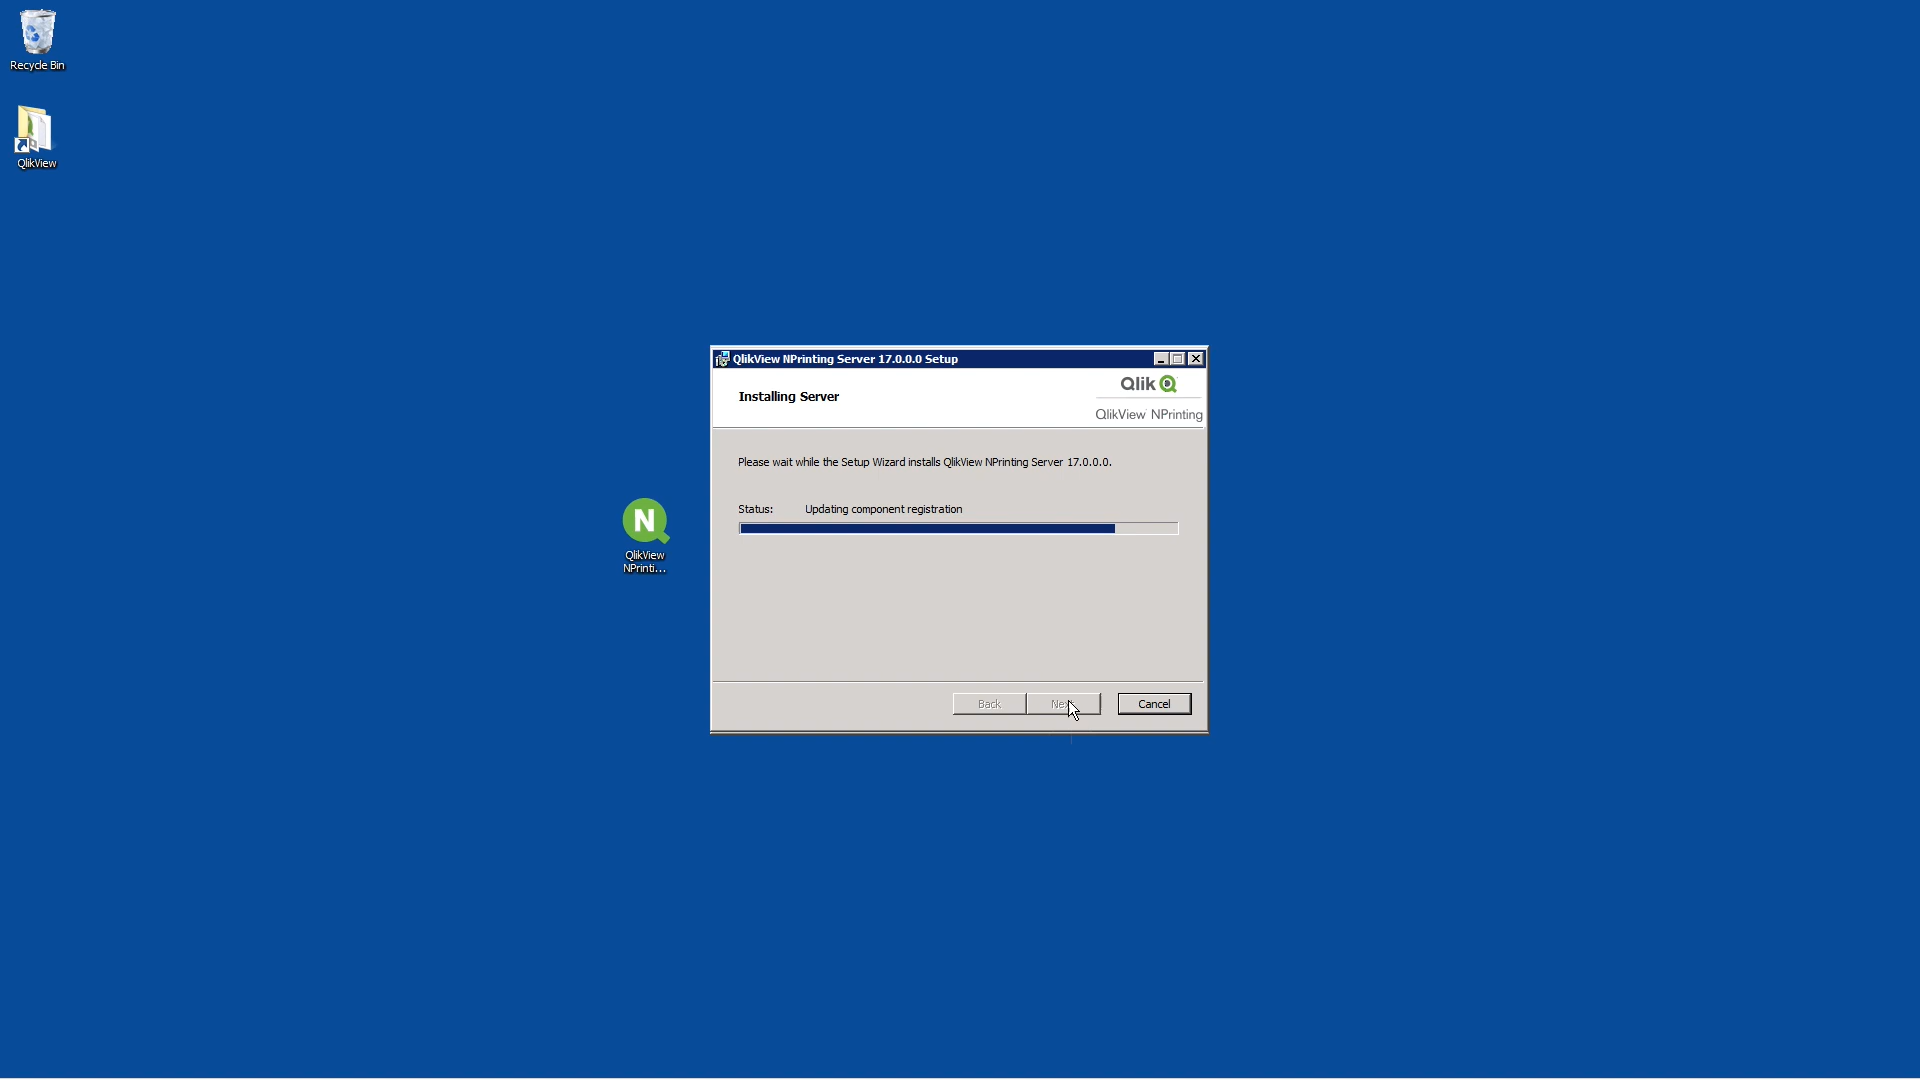 Recycle Bin
QlikView
QlikView NPrinting Server 17.0.0.0 Setup
Installing Server
Qlik
QlikView NPrinting
Please wait while the Setup Wizard installs QlikView NPrinting Server 17.0.0.0.
Status: Updating component registration
QlikView
NPrinti...
Back
Cancel